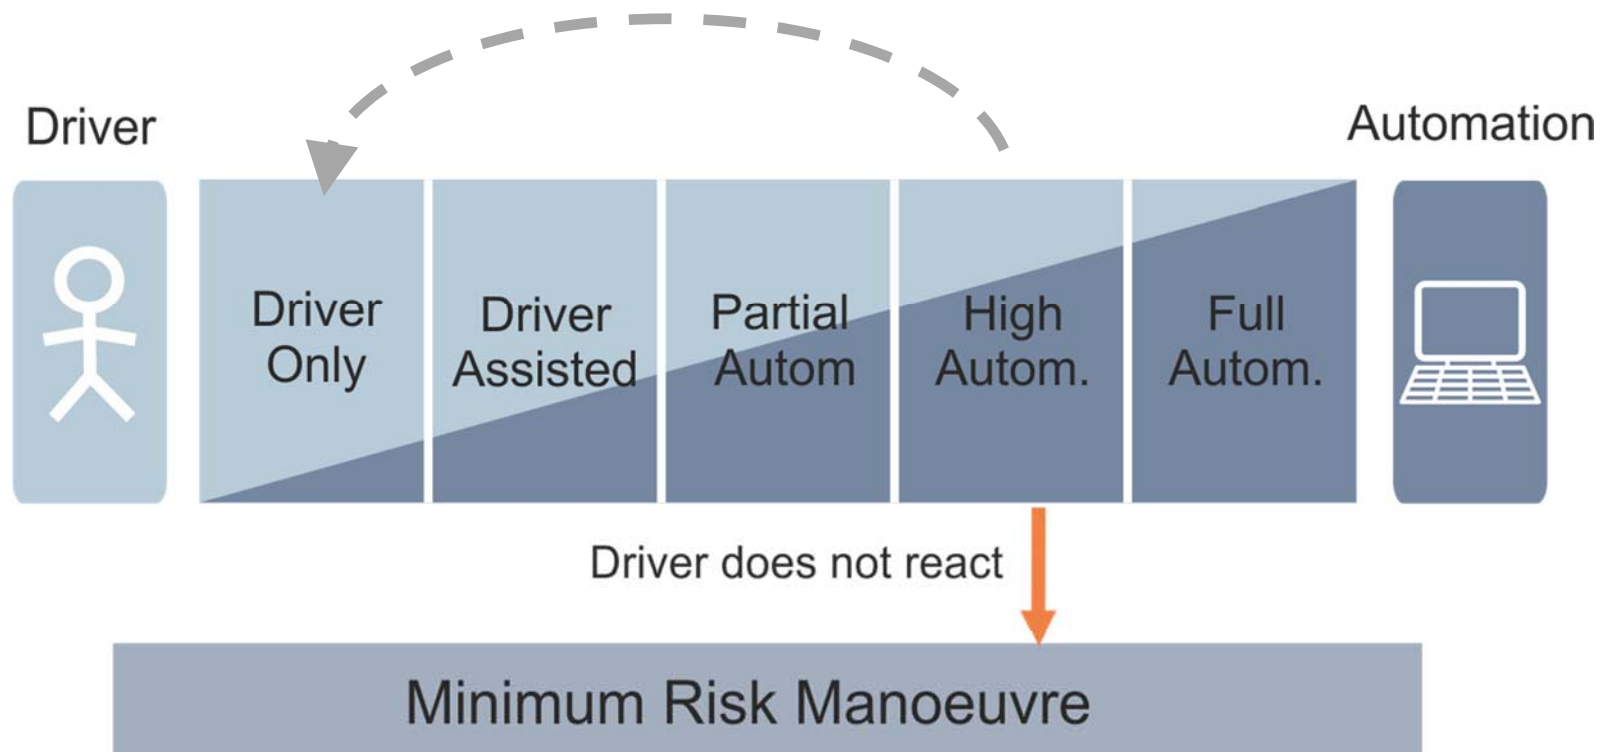 Driver
Automation
Driver
Only
Driver
Assisted
Partial
Autom
High
Autom.
Full
Autom.
Driver does not react
Minimum Risk Manoeuvre